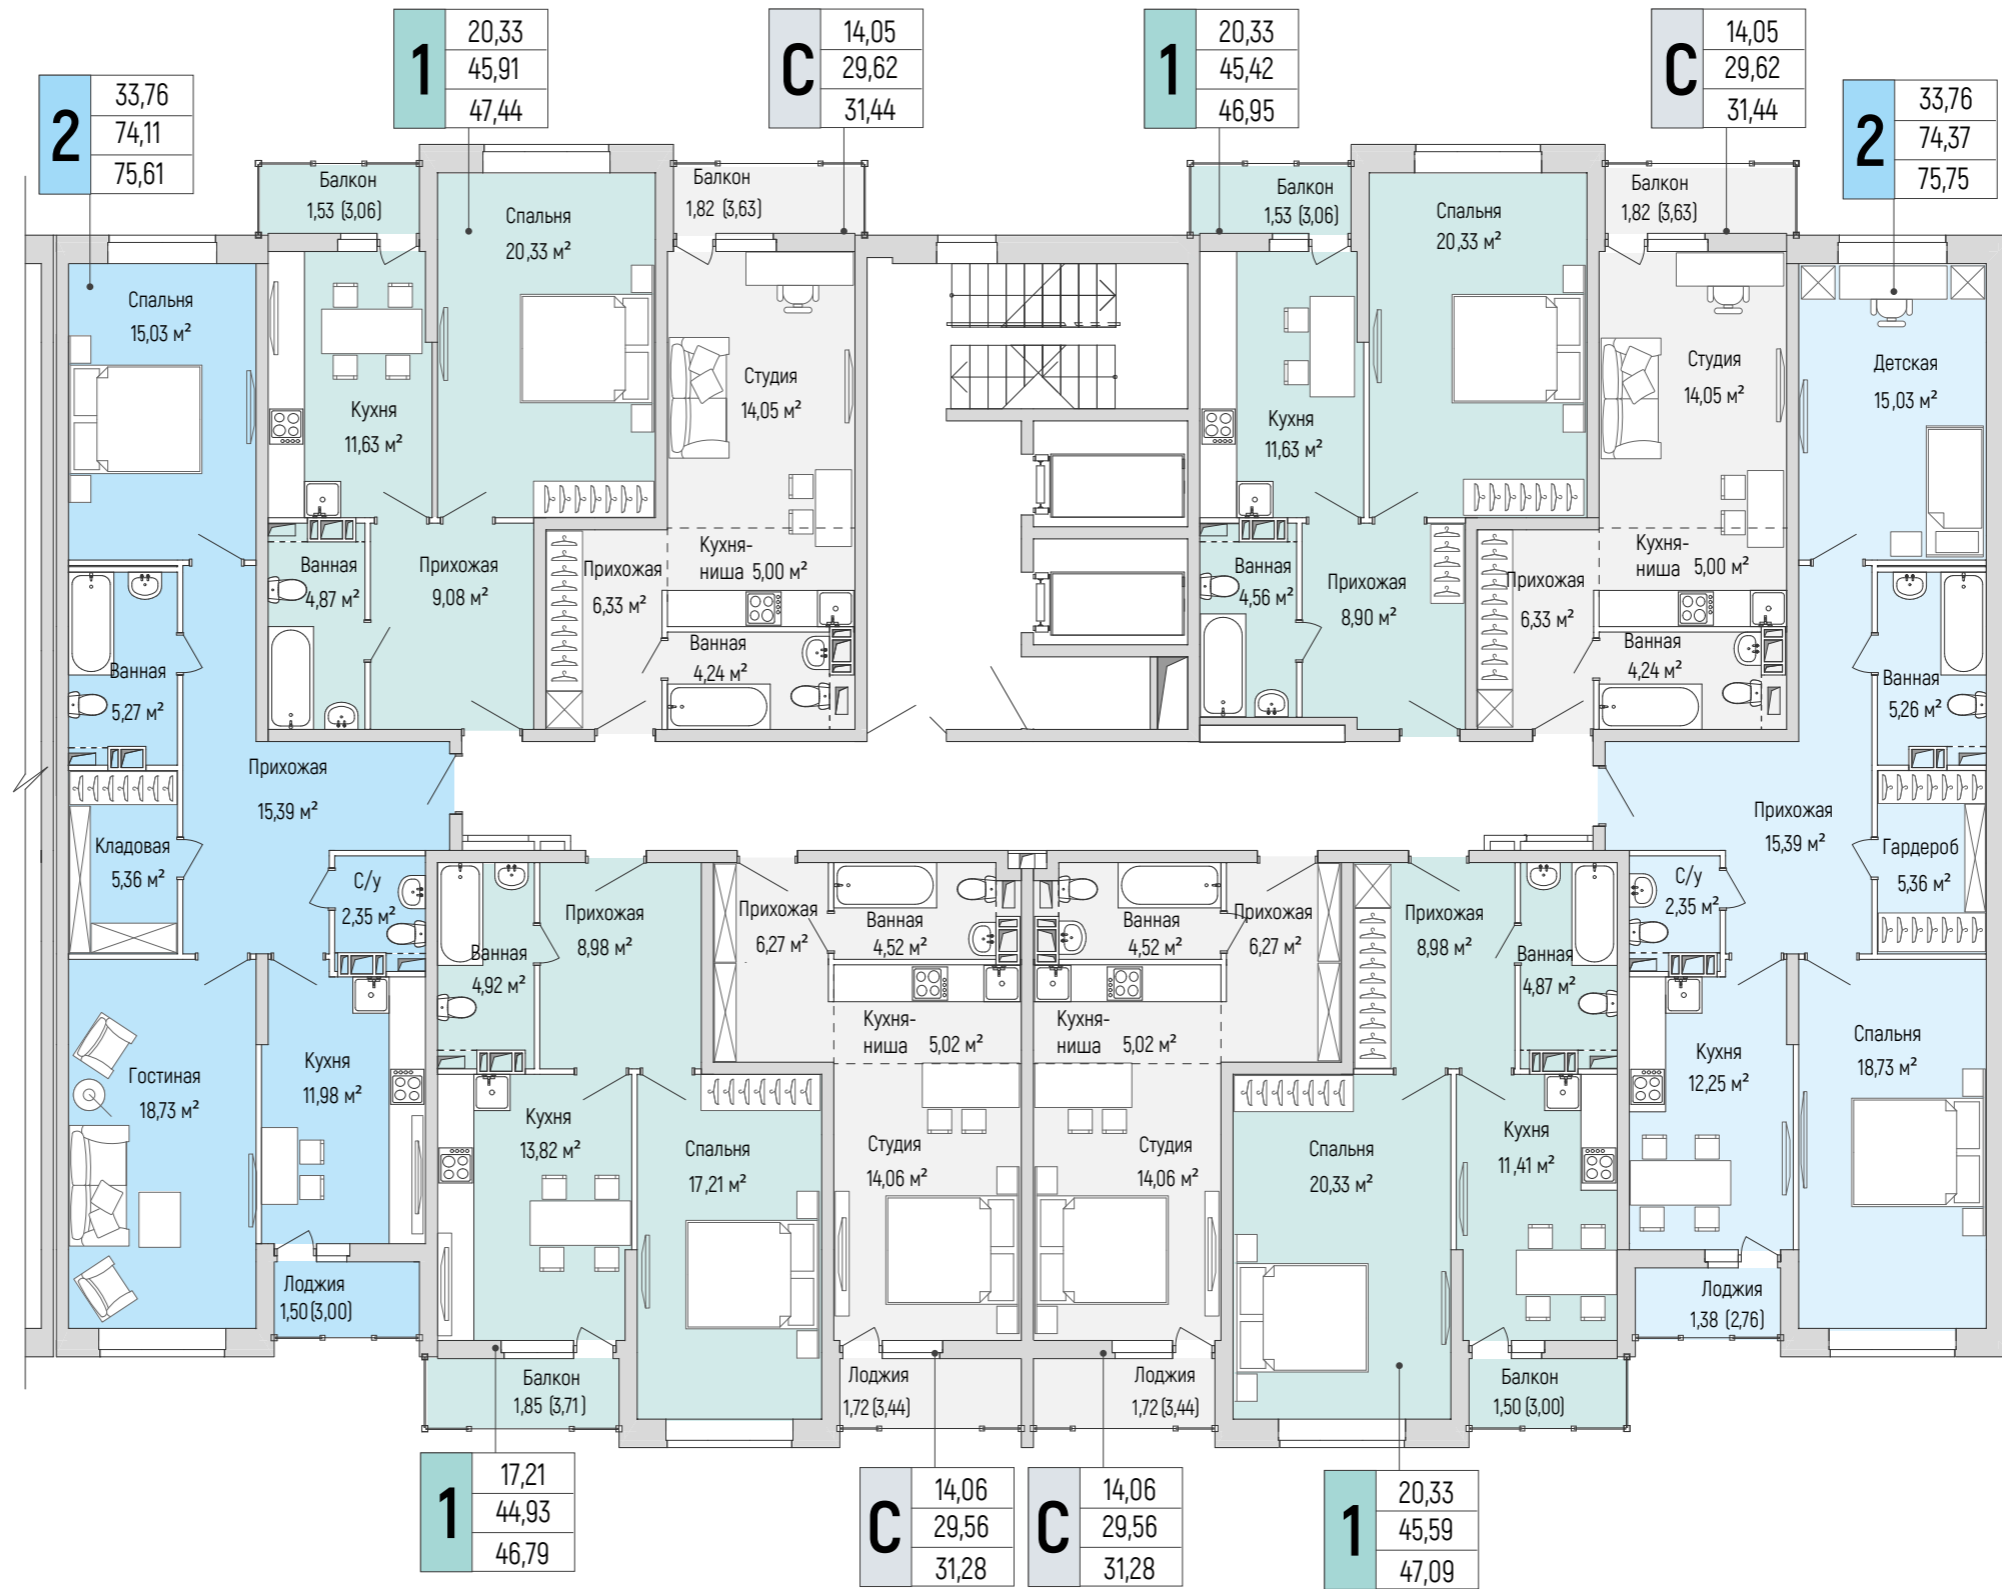 2
33,76
74,11
75,61
1
20,33
45,91
47,44
С
14,05
29,62
31,44
1
20,33
45,42
46,95
С
14,05
29,62
31,44
2
33,76
74,37
75,75
Балкон
1,53 (3,06)
Спальня
20,33 м²
Балкон
1,82 (3,63)
Балкон
1,53 (3,06)
Спальня
20,33 м²
Балкон
1,82 (3,63)
Спальня
15,03 м²
Кухня
11,63 м²
Студия
14,05 м²
Кухня
11,63 м²
Студия
14,05 м²
Детская
15,03 м²
Ванная
4,87 м²
Прихожая
9,08 м²
Прихожая
6,33 м²
Кухня-
ниша 5,00 м²
Ванная
4,24 м²
Ванная
4,56 м²
Прихожая
8,90 м²
Прихожая
6,33 м²
Кухня-
ниша 5,00 м²
Ванная
4,24 м²
Ванная
5,27 м²
Ванная
5,26 м²
Прихожая
15,39 м²
Кладовая
5,36 м²
С/у
2,35 м²
Прихожая
15,39 м²
Гардероб
5,36 м²
С/у
2,35 м²
Ванная
4,92 м²
Прихожая
8,98 м²
Прихожая
6,27 м²
Ванная
4,52 м²
Ванная
4,52 м²
Прихожая
6,27 м²
Прихожая
8,98 м²
Ванная
4,87 м²
Кухня-
ниша 5,02 м²
Кухня-
ниша 5,02 м²
Гостиная
18,73 м²
Кухня
11,98 м²
Кухня
13,82 м²
Спальня
17,21 м²
Студия
14,06 м²
Студия
14,06 м²
Спальня
20,33 м²
Кухня
11,41 м²
Кухня
12,25 м²
Спальня
18,73 м²
Лоджия
1,50 (3,00)
Лоджия
1,38 (2,76)
Балкон
1,85 (3,71)
Лоджия
1,72 (3,44)
Лоджия
1,72 (3,44)
Балкон
1,50 (3,00)
1
17,21
44,93
46,79
С
14,06
29,56
31,28
С
14,06
29,56
31,28
1
20,33
45,59
47,09